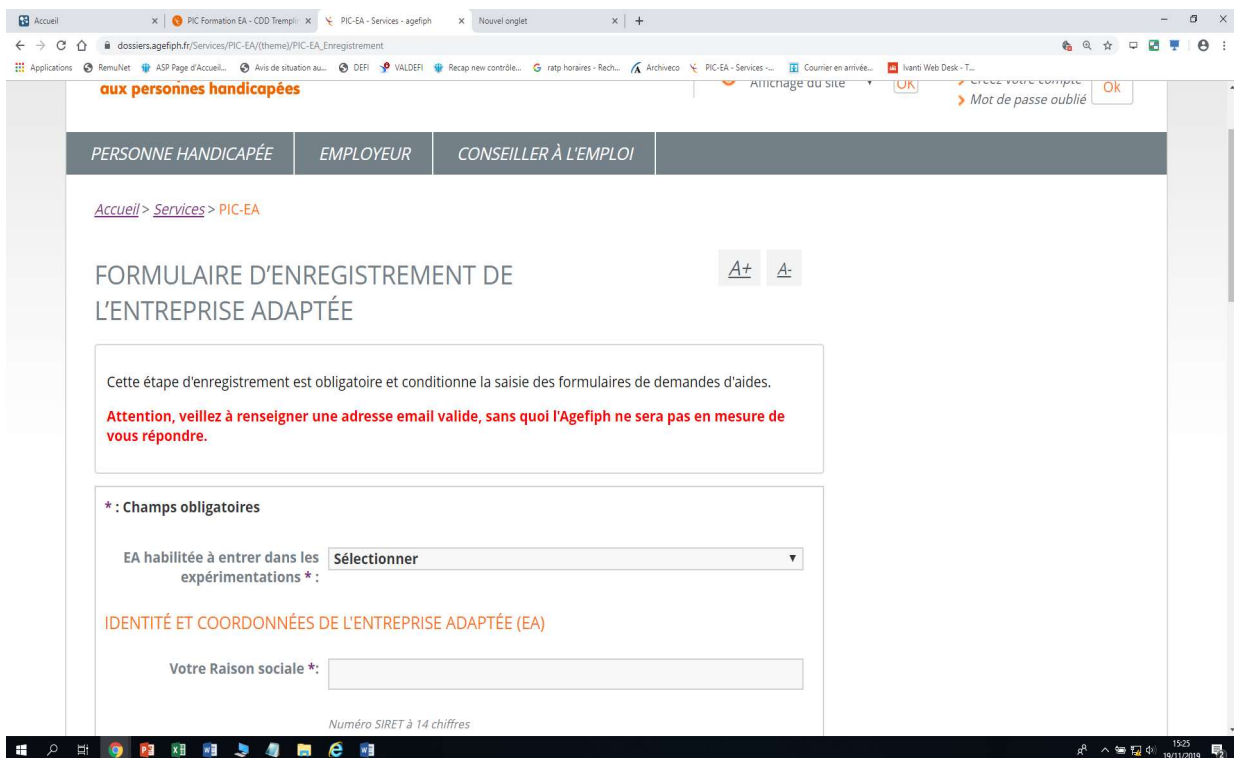 Accueil
PIC Formation EA - CDD Tremplin
PIC-EA - Services - agefiph
Nouvel onglet
dossiers.agefiph.fr/Services/PIC-EA/(theme)/PIC-EA_Enregistrement
Applications
RemuNet
ASP Page d'Accueil...
Avis de situation au...
DEFI
VALDEFI
Recap new contrôle...
ratp horaires - Rech...
Archiveco
PIC-EA - Services -...
Courrier en arrivée...
Ivanti Web Desk - T...
aux personnes handicapées
Affichage du site
OK
Créez votre compte
Mot de passe oublié
Ok
PERSONNE HANDICAPÉE
EMPLOYEUR
CONSEILLER À L'EMPLOI
Accueil > Services > PIC-EA
FORMULAIRE D'ENREGISTREMENT DE
L'ENTREPRISE ADAPTÉE
A+
A-
Cette étape d'enregistrement est obligatoire et conditionne la saisie des formulaires de demandes d'aides.
Attention, veillez à renseigner une adresse email valide, sans quoi l'Agefiph ne sera pas en mesure de
vous répondre.
* : Champs obligatoires
EA habilitée à entrer dans les
expérimentations * :
Sélectionner
IDENTITÉ ET COORDONNÉES DE L'ENTREPRISE ADAPTÉE (EA)
Votre Raison sociale *:
Numéro SIRET à 14 chiffres
15:25
19/11/2019